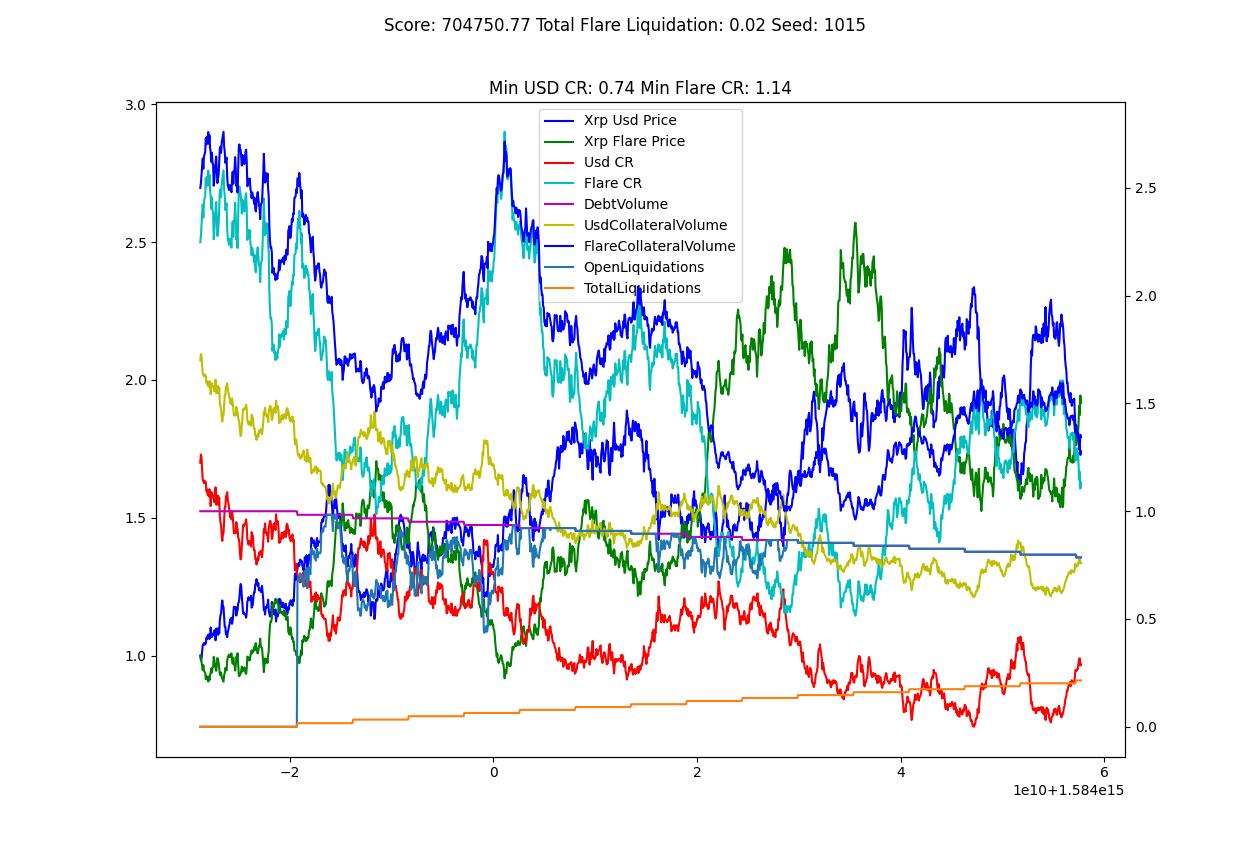 Score: 704750.77 Total Flare Liquidation: 0.02 Seed: 1015
Min USD CR: 0.74 Min Flare CR: 1.14
3.0
2.5
2.0
1.5
1.0
Xrp Usd Price
Xrp Flare Price
Usd CR
Flare CR
DebtVolume
UsdCollateralVolume
FlareCollateralVolume
OpenLiquidations
TotalLiquidations
2.5
2.0
1.5
1.0
0.5
0.0
−2 0 2 4 6
1e10+1.584e15